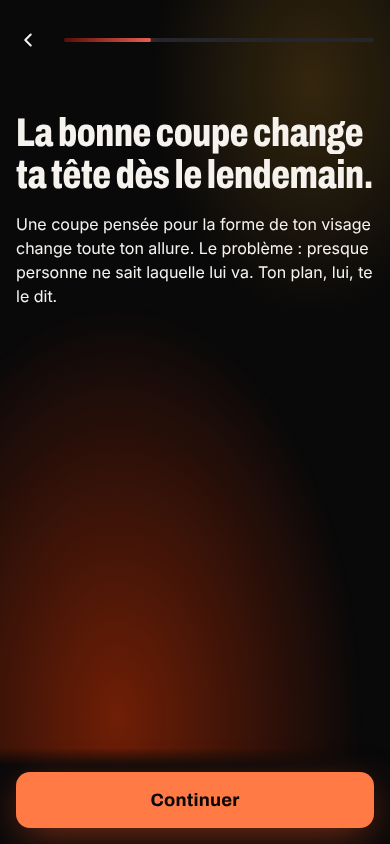 La bonne coupe change
ta tête dès le lendemain.
Une coupe pensée pour la forme de ton visage
change toute ton allure. Le problème : presque
personne ne sait laquelle lui va. Ton plan, lui, te
le dit.
Continuer